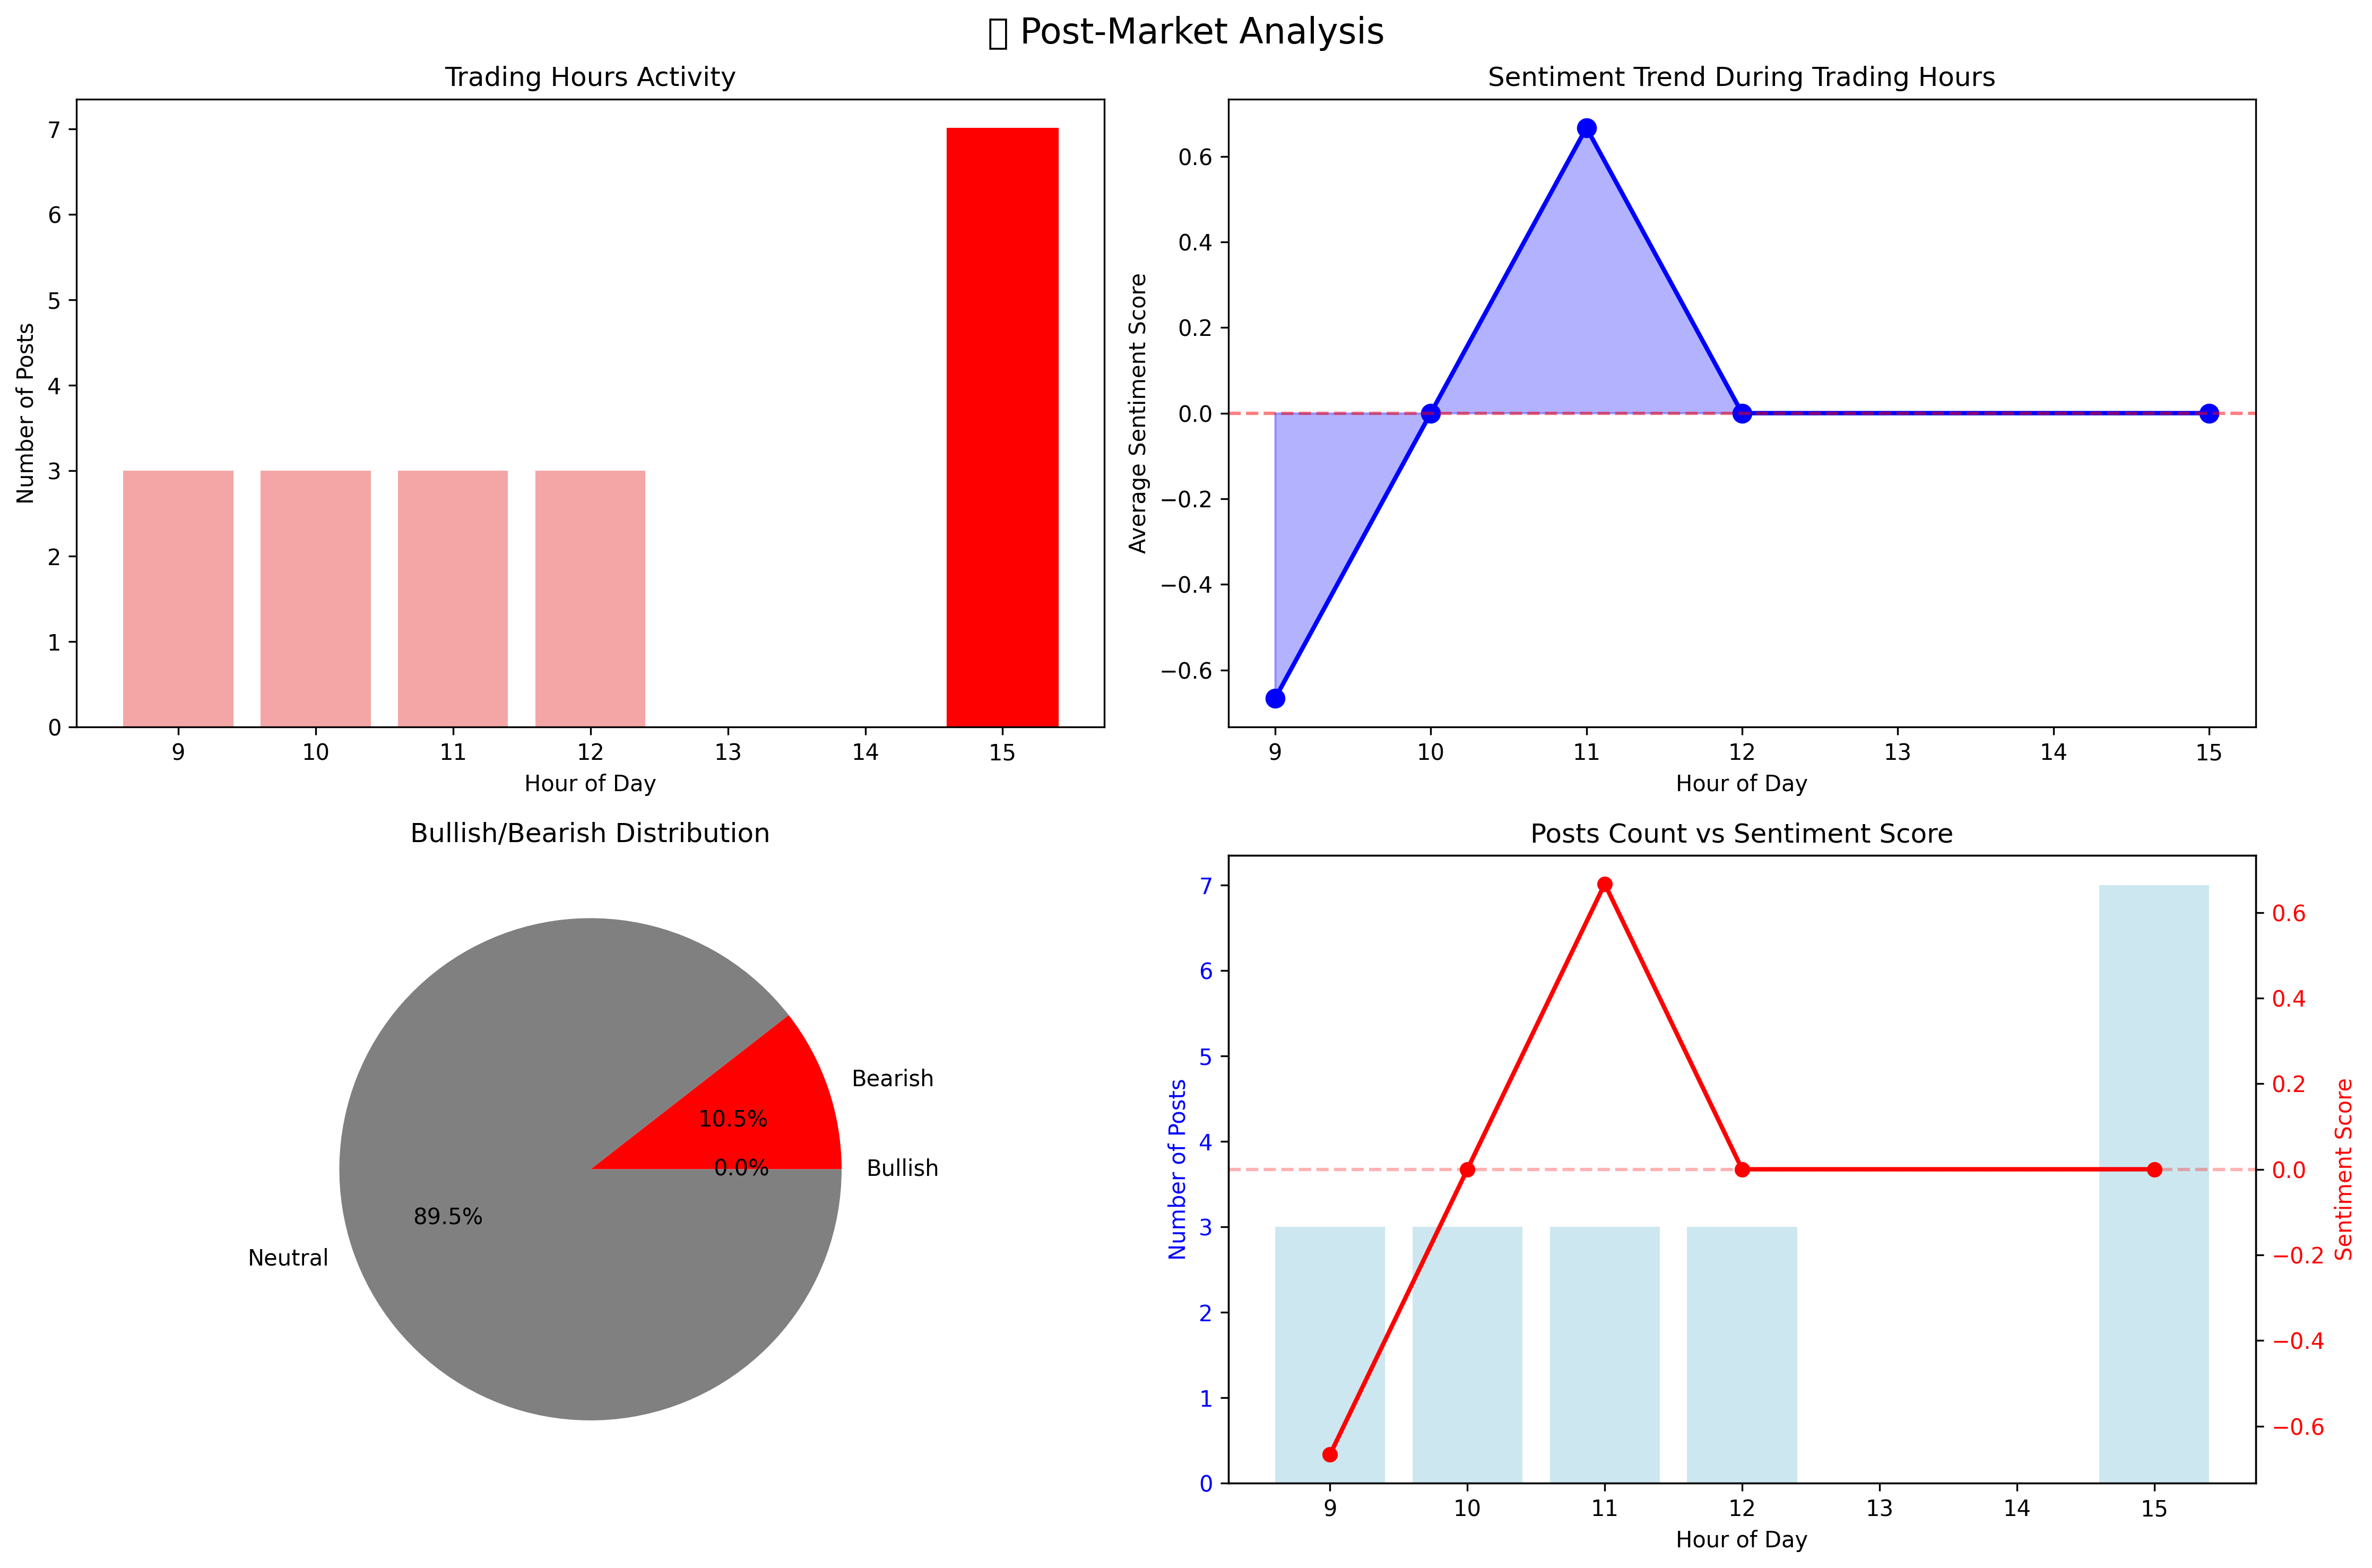 Post-Market Analysis
Trading Hours Activity
7
6
5
4
3
2
1
0
Number of Posts
9 10 11 12 13 14 15
Hour of Day
Sentiment Trend During Trading Hours
0.6
0.4
0.2
0.0
−0.2
−0.4
−0.6
Average Sentiment Score
9 10 11 12 13 14 15
Hour of Day
Bullish/Bearish Distribution
Bearish
10.5%
0.0%
Bullish
89.5%
Neutral
Posts Count vs Sentiment Score
7
6
5
4
3
2
1
0
Number of Posts
0.6
0.4
0.2
0.0
−0.2
−0.4
−0.6
Sentiment Score
9 10 11 12 13 14 15
Hour of Day